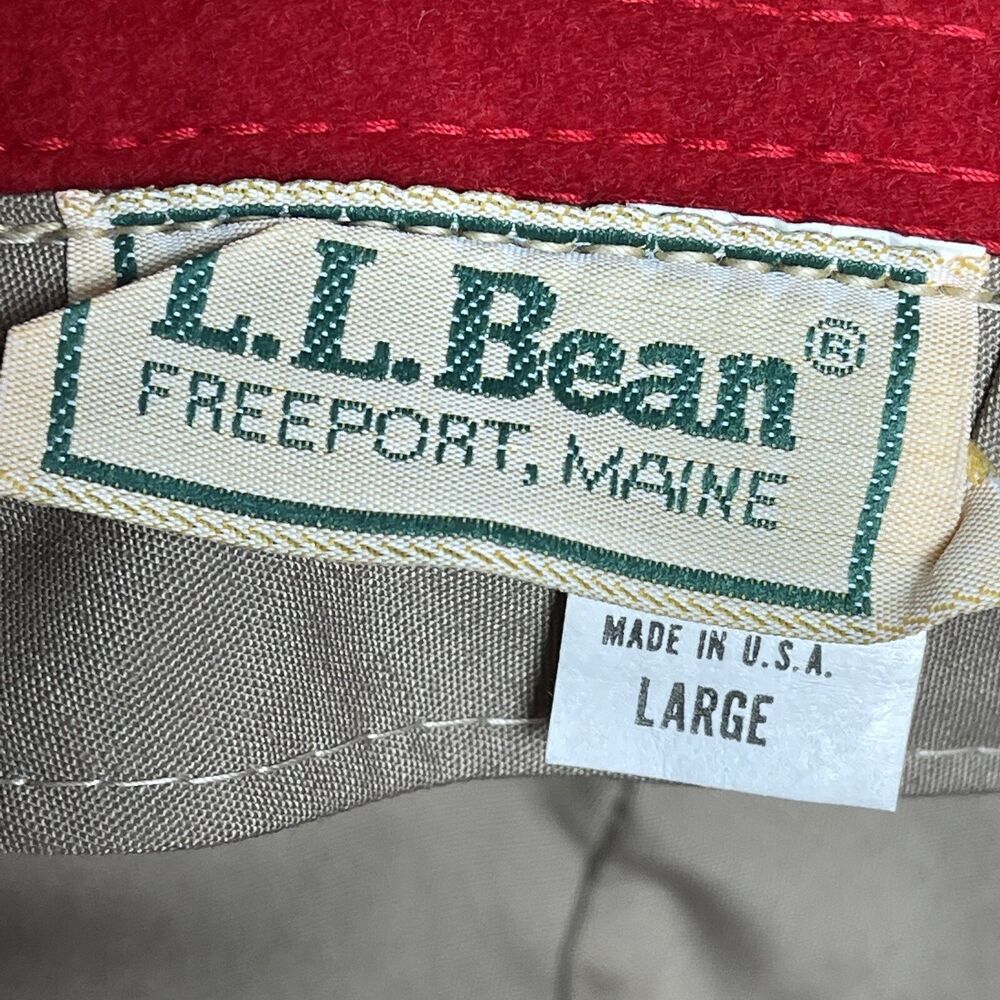 L.L.Bean®
FREEPORT, MAINE
MADE IN U.S.A.
LARGE